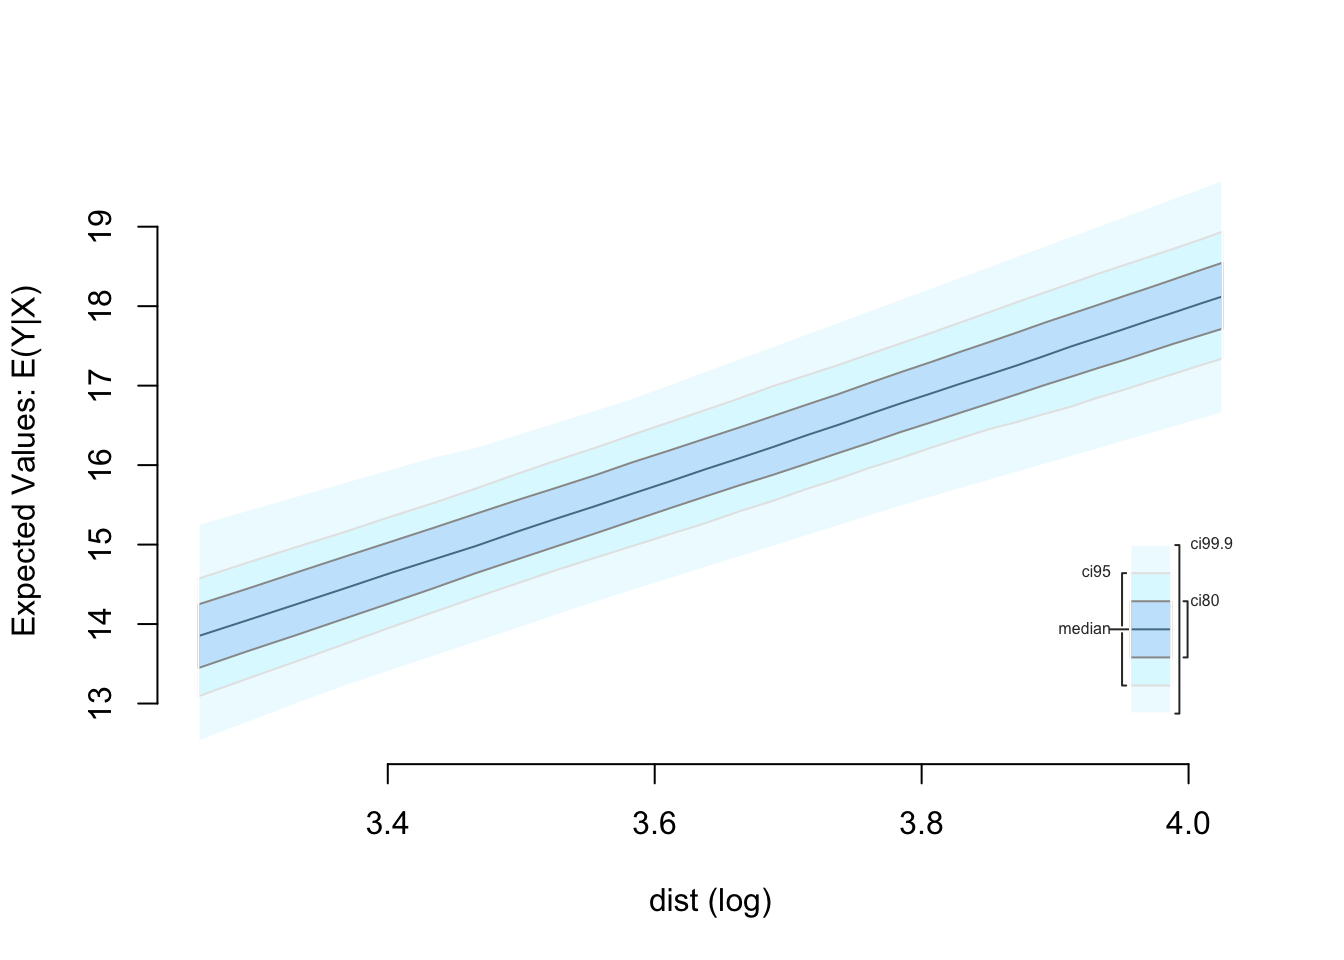 Expected Values: E(Y|X)
19
18
17
16
15
14
13
ci99.9
ci95
ci80
median
3.4 3.6 3.8 4.0
dist (log)